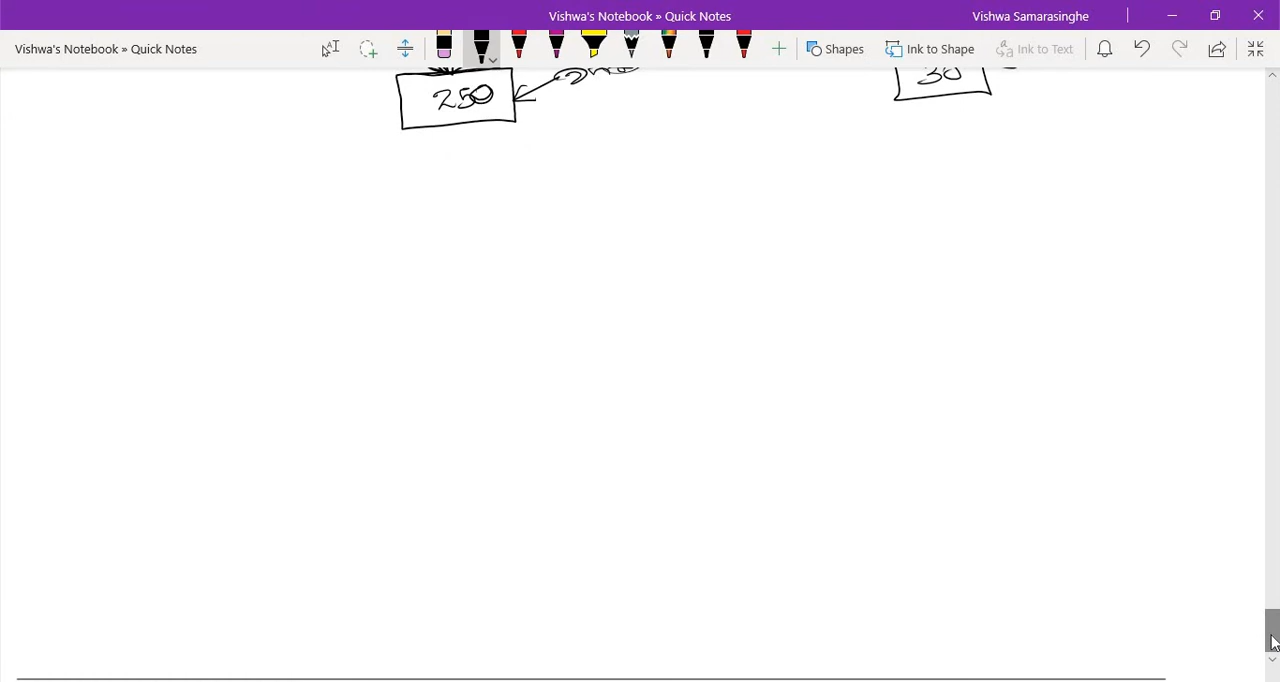 Vishwa's Notebook » Quick Notes
Vishwa Samarasinghe
Vishwa's Notebook » Quick Notes
Shapes
Ink to Shape
Ink to Text
250
30